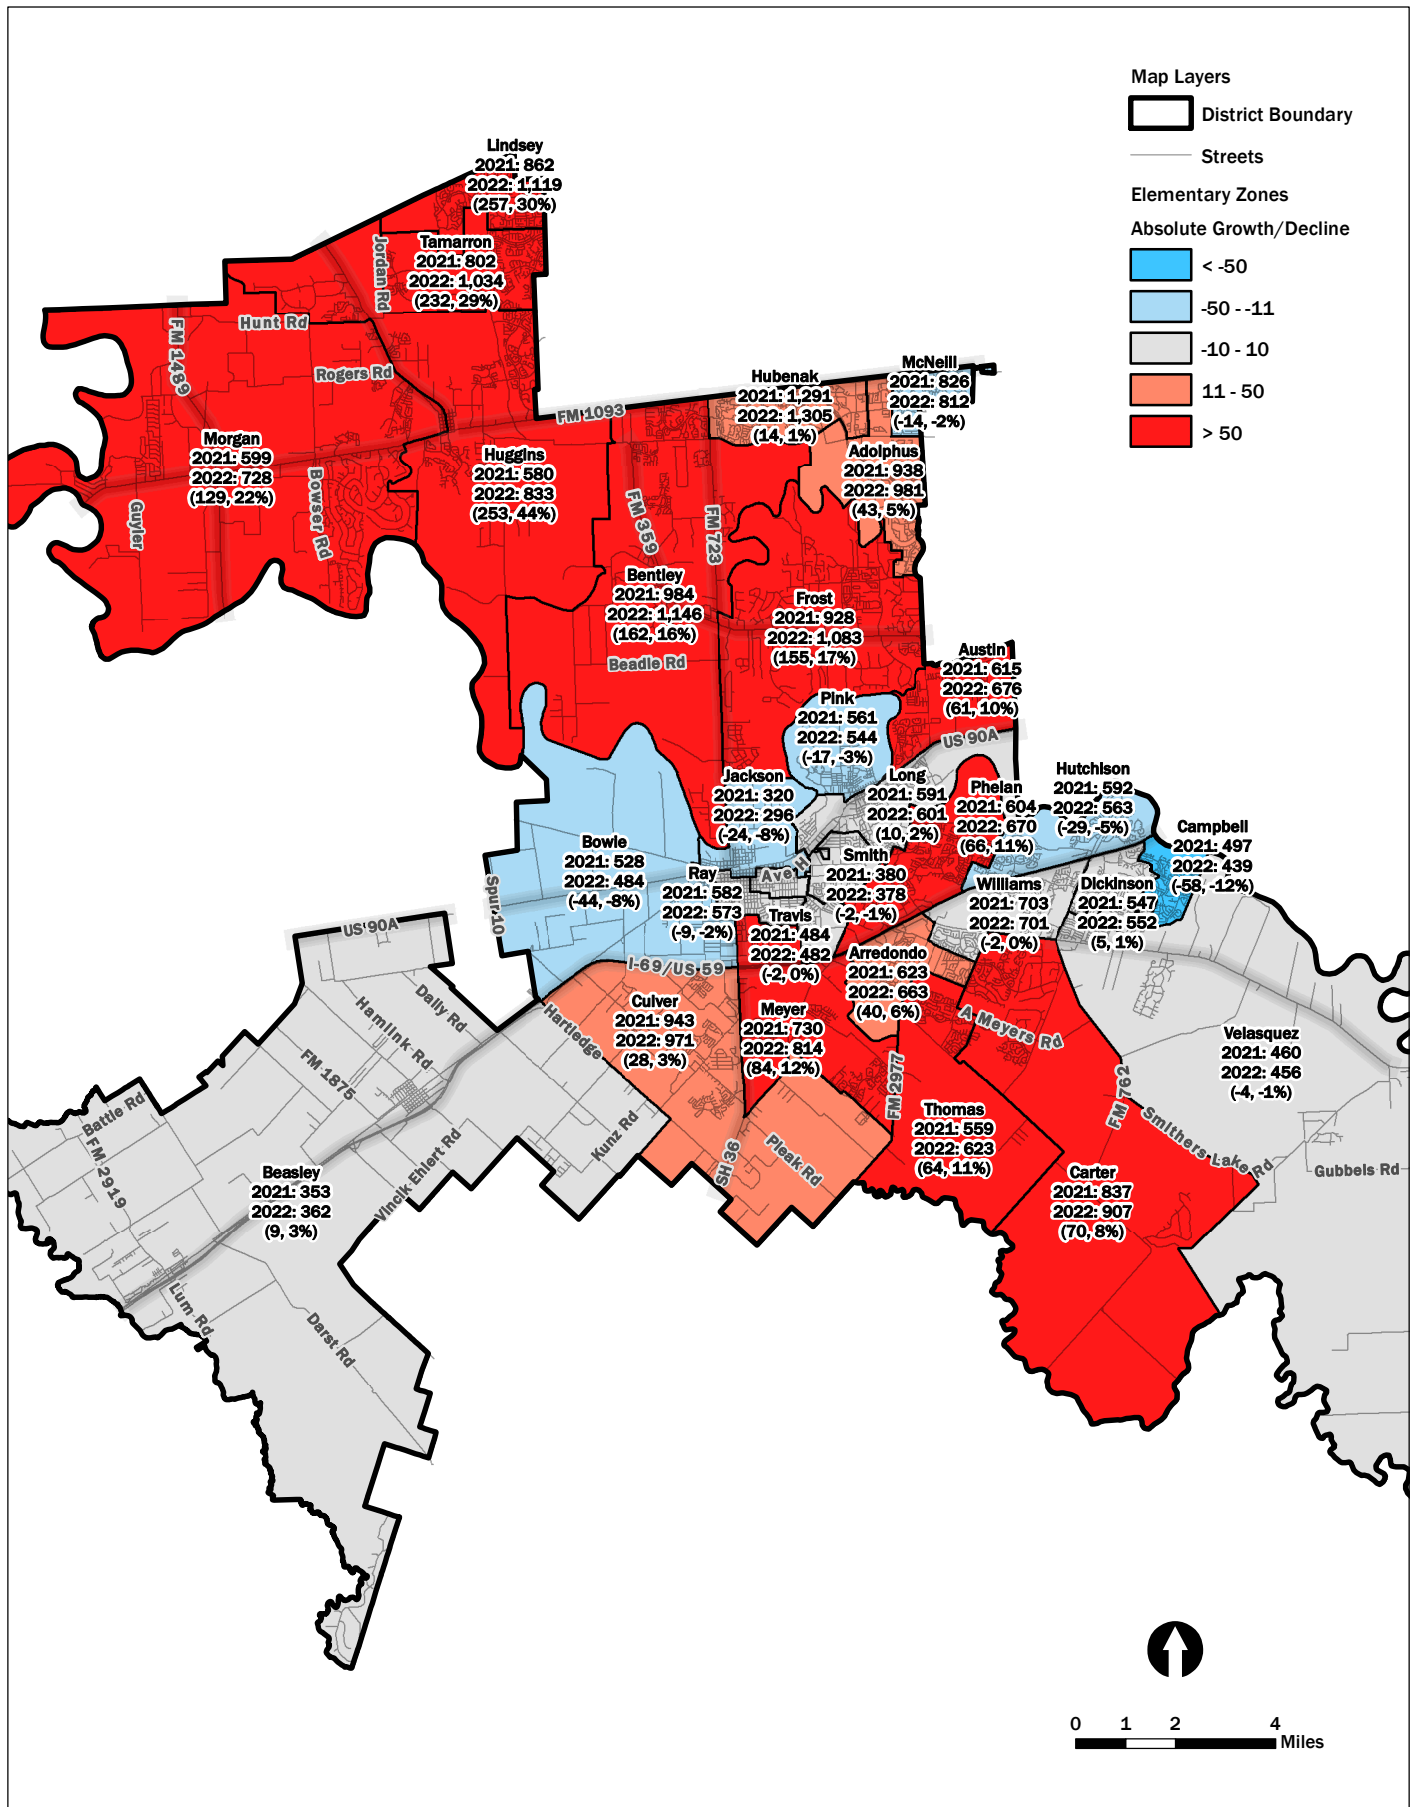 Map Layers
District Boundary
Streets
Elementary Zones
Absolute Growth/Decline
< -50
-50 - -11
-10 - 10
11 - 50
> 50
Lindsey
2021: 862
2022: 1,119
(257, 30%)
Tamarron
2021: 802
2022: 1,034
(232, 29%)
Jordan Rd
Hunt Rd
FM 1489
Rogers Rd
Morgan
2021: 599
2022: 728
(129, 22%)
Guyler
Bowser Rd
Huggins
2021: 580
2022: 833
(253, 44%)
FM 1093
Hubenak
2021: 1,291
2022: 1,305
(14, 1%)
McNeill
2021: 826
2022: 812
(-14, -2%)
Adolphus
2021: 938
2022: 981
(43, 5%)
FM 359
FM 723
Bentley
2021: 984
2022: 1,146
(162, 16%)
Beadle Rd
Frost
2021: 928
2022: 1,083
(155, 17%)
Austin
2021: 615
2022: 676
(61, 10%)
US 90A
Pink
2021: 561
2022: 544
(-17, -3%)
Jackson
2021: 320
2022: 296
(-24, -8%)
Long
2021: 591
2022: 601
(10, 2%)
Phelan
2021: 604
2022: 670
(66, 11%)
Hutchison
2021: 592
2022: 563
(-29, -5%)
Campbell
2021: 497
2022: 439
(-58, -12%)
Bowie
2021: 528
2022: 484
(-44, -8%)
Spur 10
Ray
2021: 582
2022: 573
(-9, -2%)
Ave H
Smith
2021: 380
2022: 378
(-2, -1%)
Williams
2021: 703
2022: 701
(-2, 0%)
Dickinson
2021: 547
2022: 552
(5, 1%)
Travis
2021: 484
2022: 482
(-2, 0%)
Arredondo
2021: 623
2022: 663
(40, 6%)
I-69/US 59
US 90A
Culver
2021: 943
2022: 971
(28, 3%)
Meyer
2021: 730
2022: 814
(84, 12%)
A Meyers Rd
Velasquez
2021: 460
2022: 456
(-4, -1%)
Daily Rd
Hamlink Rd
Hartledge
FM 1875
FM 2977
FM 762
Thomas
2021: 559
2022: 623
(64, 11%)
Smithers Lake Rd
Gubbels Rd
Carter
2021: 837
2022: 907
(70, 8%)
Battle Rd
FM 2919
Vincik Ehlert Rd
Kunz Rd
SH 36
Pleak Rd
Beasley
2021: 353
2022: 362
(9, 3%)
Lum Rd
Darst Rd
0 1 2 4
Miles